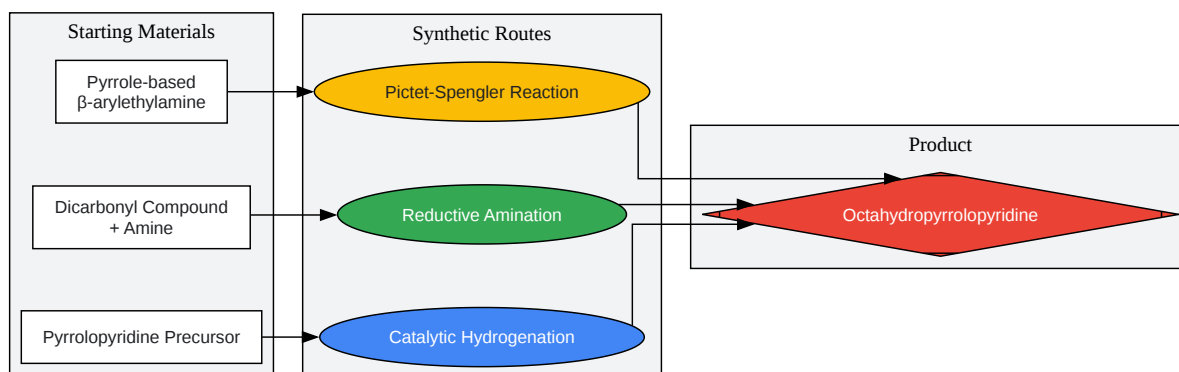 Starting Materials
Pyrrole-based
β-arylethylamine
Dicarbonyl Compound
+ Amine
Pyrrolopyridine Precursor
Synthetic Routes
Pictet-Spengler Reaction
Reductive Amination
Catalytic Hydrogenation
Product
Octahydropyrrolopyridine